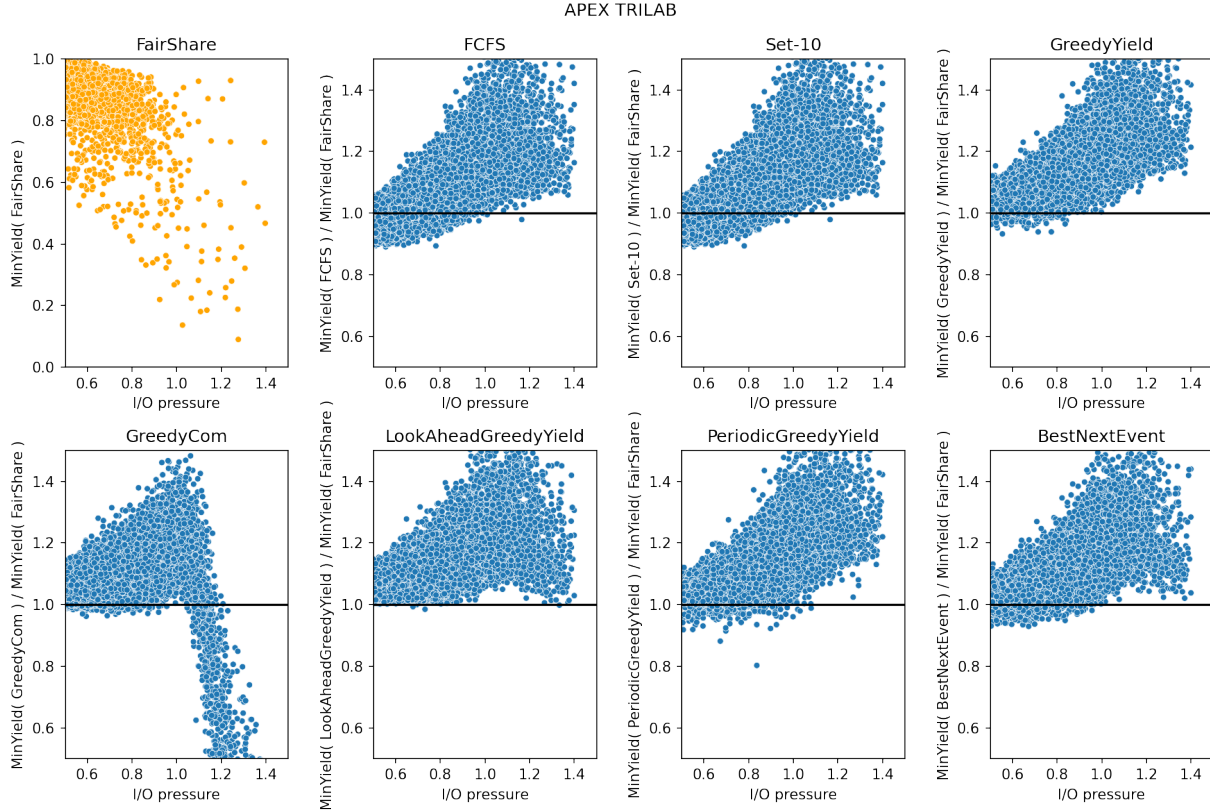 APEX TRILAB
FairShare
MinYield( FairShare )
1.0
0.8
0.6
0.4
0.2
0.0
0.6 0.8 1.0 1.2 1.4
I/O pressure
FCFS
MinYield( FCFS ) / MinYield( FairShare )
1.4
1.2
1.0
0.8
0.6
0.6 0.8 1.0 1.2 1.4
I/O pressure
Set-10
MinYield( Set-10 ) / MinYield( FairShare )
1.4
1.2
1.0
0.8
0.6
0.6 0.8 1.0 1.2 1.4
I/O pressure
GreedyYield
MinYield( GreedyYield ) / MinYield( FairShare )
1.4
1.2
1.0
0.8
0.6
0.6 0.8 1.0 1.2 1.4
I/O pressure
GreedyCom
MinYield( GreedyCom ) / MinYield( FairShare )
1.4
1.2
1.0
0.8
0.6
0.6 0.8 1.0 1.2 1.4
I/O pressure
LookAheadGreedyYield
MinYield( LookAheadGreedyYield ) / MinYield( FairShare )
1.4
1.2
1.0
0.8
0.6
0.6 0.8 1.0 1.2 1.4
I/O pressure
PeriodicGreedyYield
MinYield( PeriodicGreedyYield ) / MinYield( FairShare )
1.4
1.2
1.0
0.8
0.6
0.6 0.8 1.0 1.2 1.4
I/O pressure
BestNextEvent
MinYield( BestNextEvent ) / MinYield( FairShare )
1.4
1.2
1.0
0.8
0.6
0.6 0.8 1.0 1.2 1.4
I/O pressure